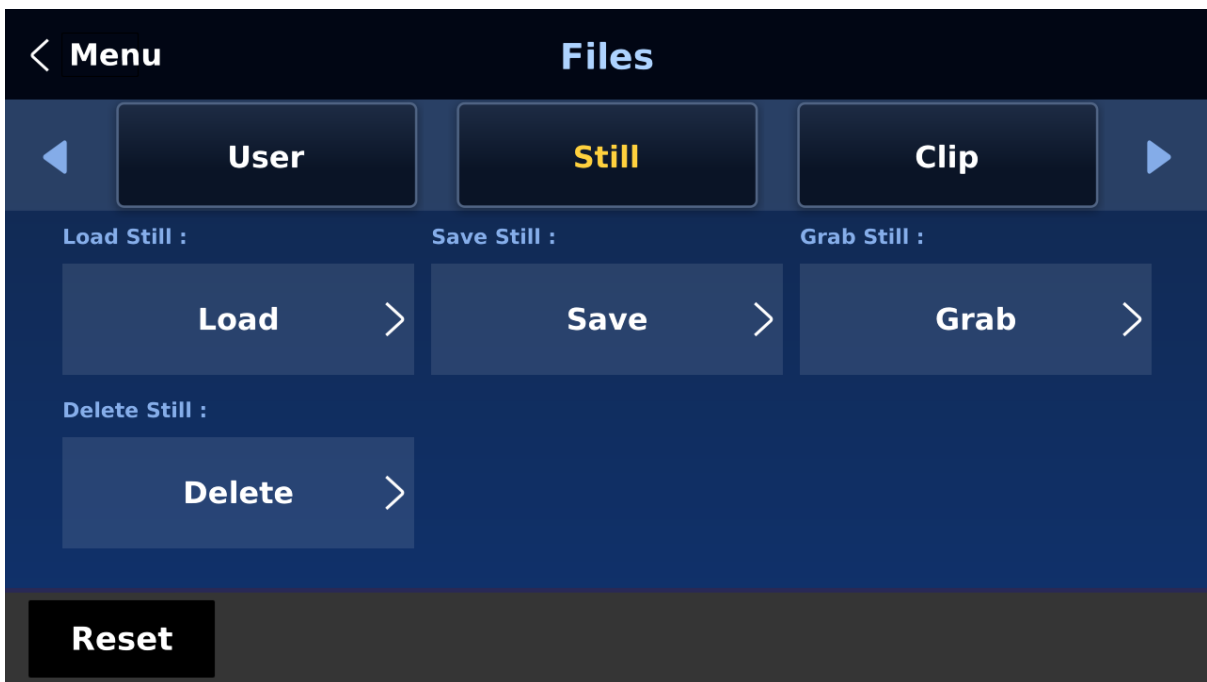 Menu
Files
User
Still
Clip
Load Still :
Save Still :
Grab Still :
Load
Save
Grab
Delete Still :
Delete
Reset